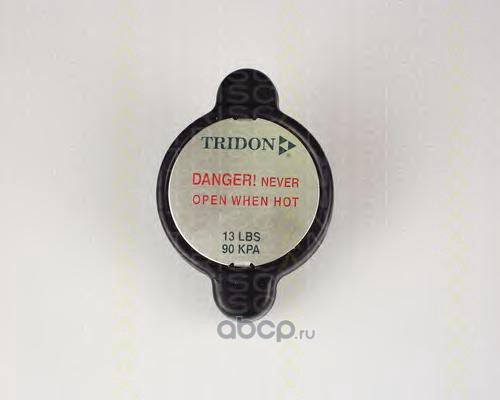 TRIDON
DANGER! NEVER
OPEN WHEN HOT
13 LBS
90 KPA
abcp.ru